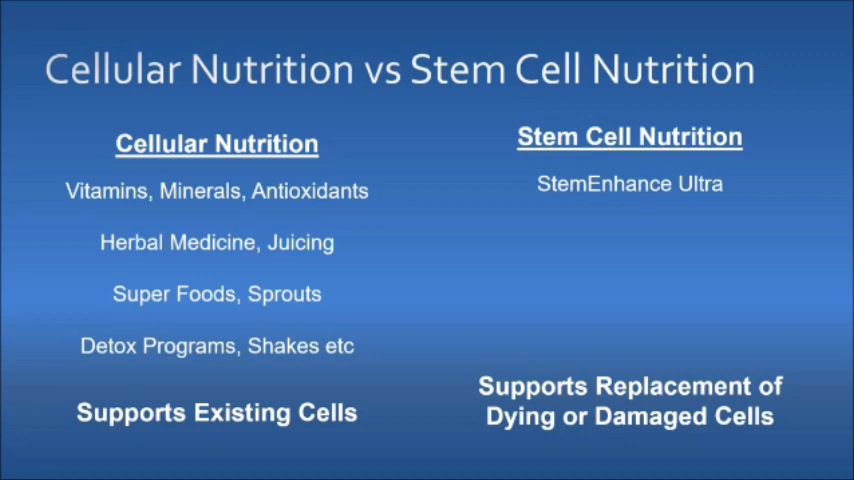 Cellular Nutrition vs Stem Cell Nutrition
Cellular Nutrition
Vitamins, Minerals, Antioxidants
Herbal Medicine, Juicing
Super Foods, Sprouts
Detox Programs, Shakes etc
Supports Existing Cells
Stem Cell Nutrition
StemEnhance Ultra
Supports Replacement of
Dying or Damaged Cells